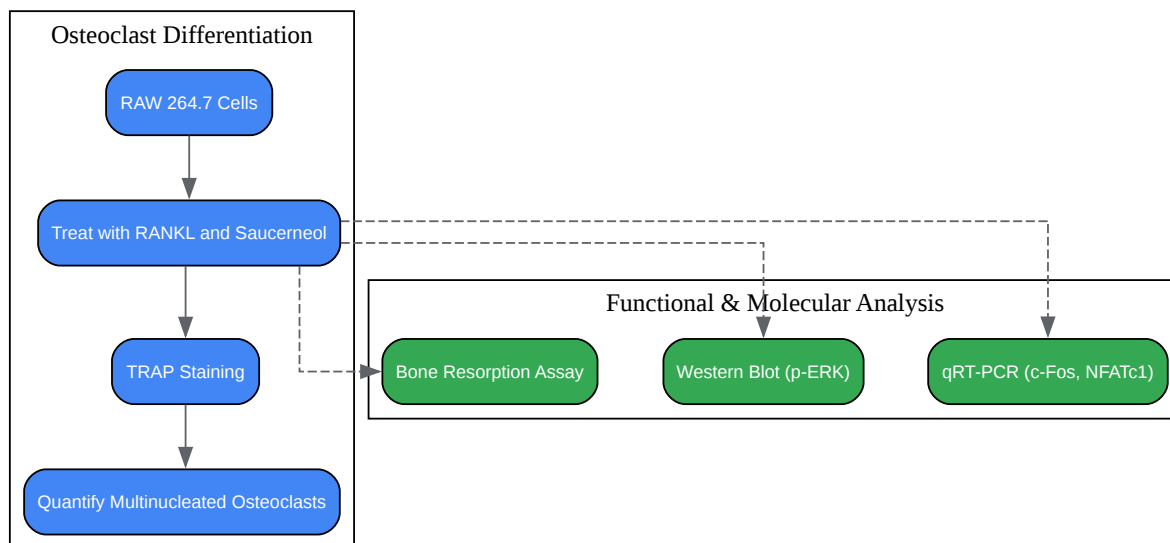 Osteoclast Differentiation
RAW 264.7 Cells
Treat with RANKL and Saucerneol
TRAP Staining
Quantify Multinucleated Osteoclasts
Functional & Molecular Analysis
Bone Resorption Assay
Western Blot (p-ERK)
qRT-PCR (c-Fos, NFATc1)